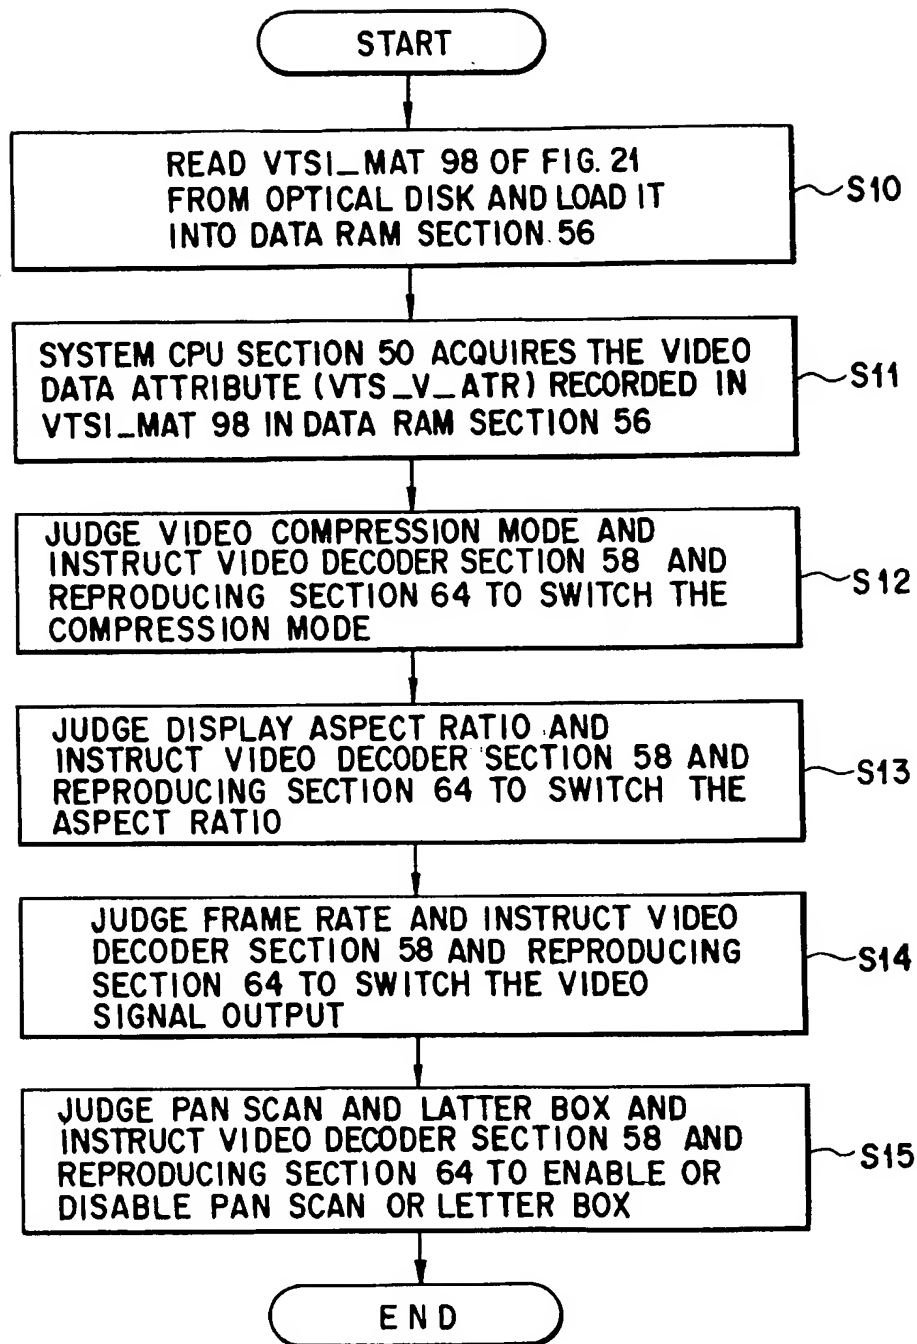 START
READ VTSI_MAT 98 OF FIG. 21
FROM OPTICAL DISK AND LOAD IT
INTO DATA RAM SECTION 56
S10
SYSTEM CPU SECTION 50 ACQUIRES THE VIDEO
DATA ATTRIBUTE (VTS_V_ATR) RECORDED IN
VTSI_MAT 98 IN DATA RAM SECTION 56
S11
JUDGE VIDEO COMPRESSION MODE AND
INSTRUCT VIDEO DECODER SECTION 58 AND
REPRODUCING SECTION 64 TO SWITCH THE
COMPRESSION MODE
S12
JUDGE DISPLAY ASPECT RATIO AND
INSTRUCT VIDEO DECODER SECTION 58 AND
REPRODUCING SECTION 64 TO SWITCH THE
ASPECT RATIO
S13
JUDGE FRAME RATE AND INSTRUCT VIDEO
DECODER SECTION 58 AND REPRODUCING
SECTION 64 TO SWITCH THE VIDEO
SIGNAL OUTPUT
S14
JUDGE PAN SCAN AND LATTER BOX AND
INSTRUCT VIDEO DECODER SECTION 58 AND
REPRODUCING SECTION 64 TO ENABLE OR
DISABLE PAN SCAN OR LETTER BOX
S15
END